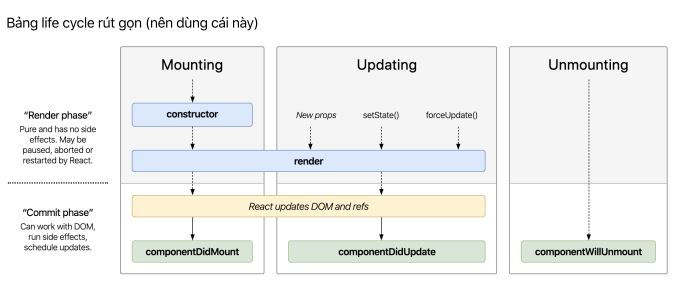 Bảng life cycle rút gọn (nên dùng cái này)
Mounting
Updating
Unmounting
“Render phase”
Pure and has no side
effects. May be
paused, aborted or
restarted by React.
constructor
New props
setState()
forceUpdate()
render
“Commit phase”
Can work with DOM,
run side effects,
schedule updates.
React updates DOM and refs
componentDidMount
componentDidUpdate
componentWillUnmount